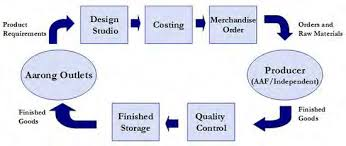 Product
Requirements
Design
Studio
Costing
Merchandise
Order
Orders and
Raw Materials
Aarong Outlets
Producer
(AAF/Independent)
Finished
Goods
Finished
Storage
Quality
Control
Finished
Goods